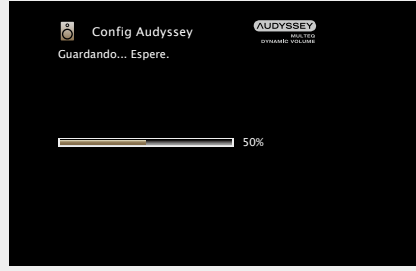 Config Audyssey
AUDYSSEY
MULTEQ
DYNAMIC VOLUME
Guardando... Espere.
50%